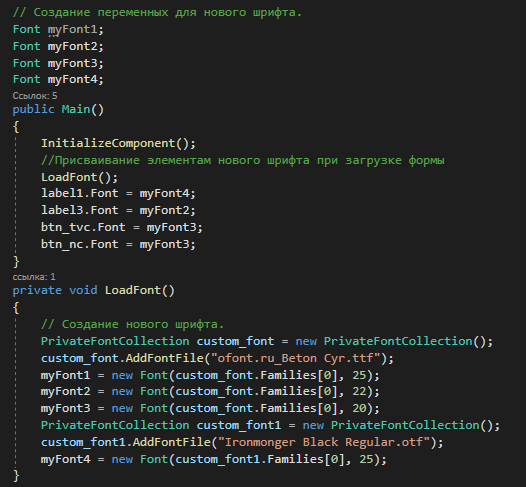 // Создание переменных для нового шрифта.
Font myFont1;
Font myFont2;
Font myFont3;
Font myFont4;
Ссылок: 5
public Main()
{
InitializeComponent();
//Присваивание элементам нового шрифта при загрузке формы
LoadFont();
label1.Font = myFont4;
label3.Font = myFont2;
btn_tvc.Font = myFont3;
btn_nc.Font = myFont3;
}
ссылка: 1
private void LoadFont()
{
// Создание нового шрифта.
PrivateFontCollection custom_font = new PrivateFontCollection();
custom_font.AddFontFile("ofont.ru_Beton Cyr.ttf");
myFont1 = new Font(custom_font.Families[0], 25);
myFont2 = new Font(custom_font.Families[0], 22);
myFont3 = new Font(custom_font.Families[0], 20);
PrivateFontCollection custom_font1 = new PrivateFontCollection();
custom_font1.AddFontFile("Ironmonger Black Regular.otf");
myFont4 = new Font(custom_font1.Families[0], 25);
}